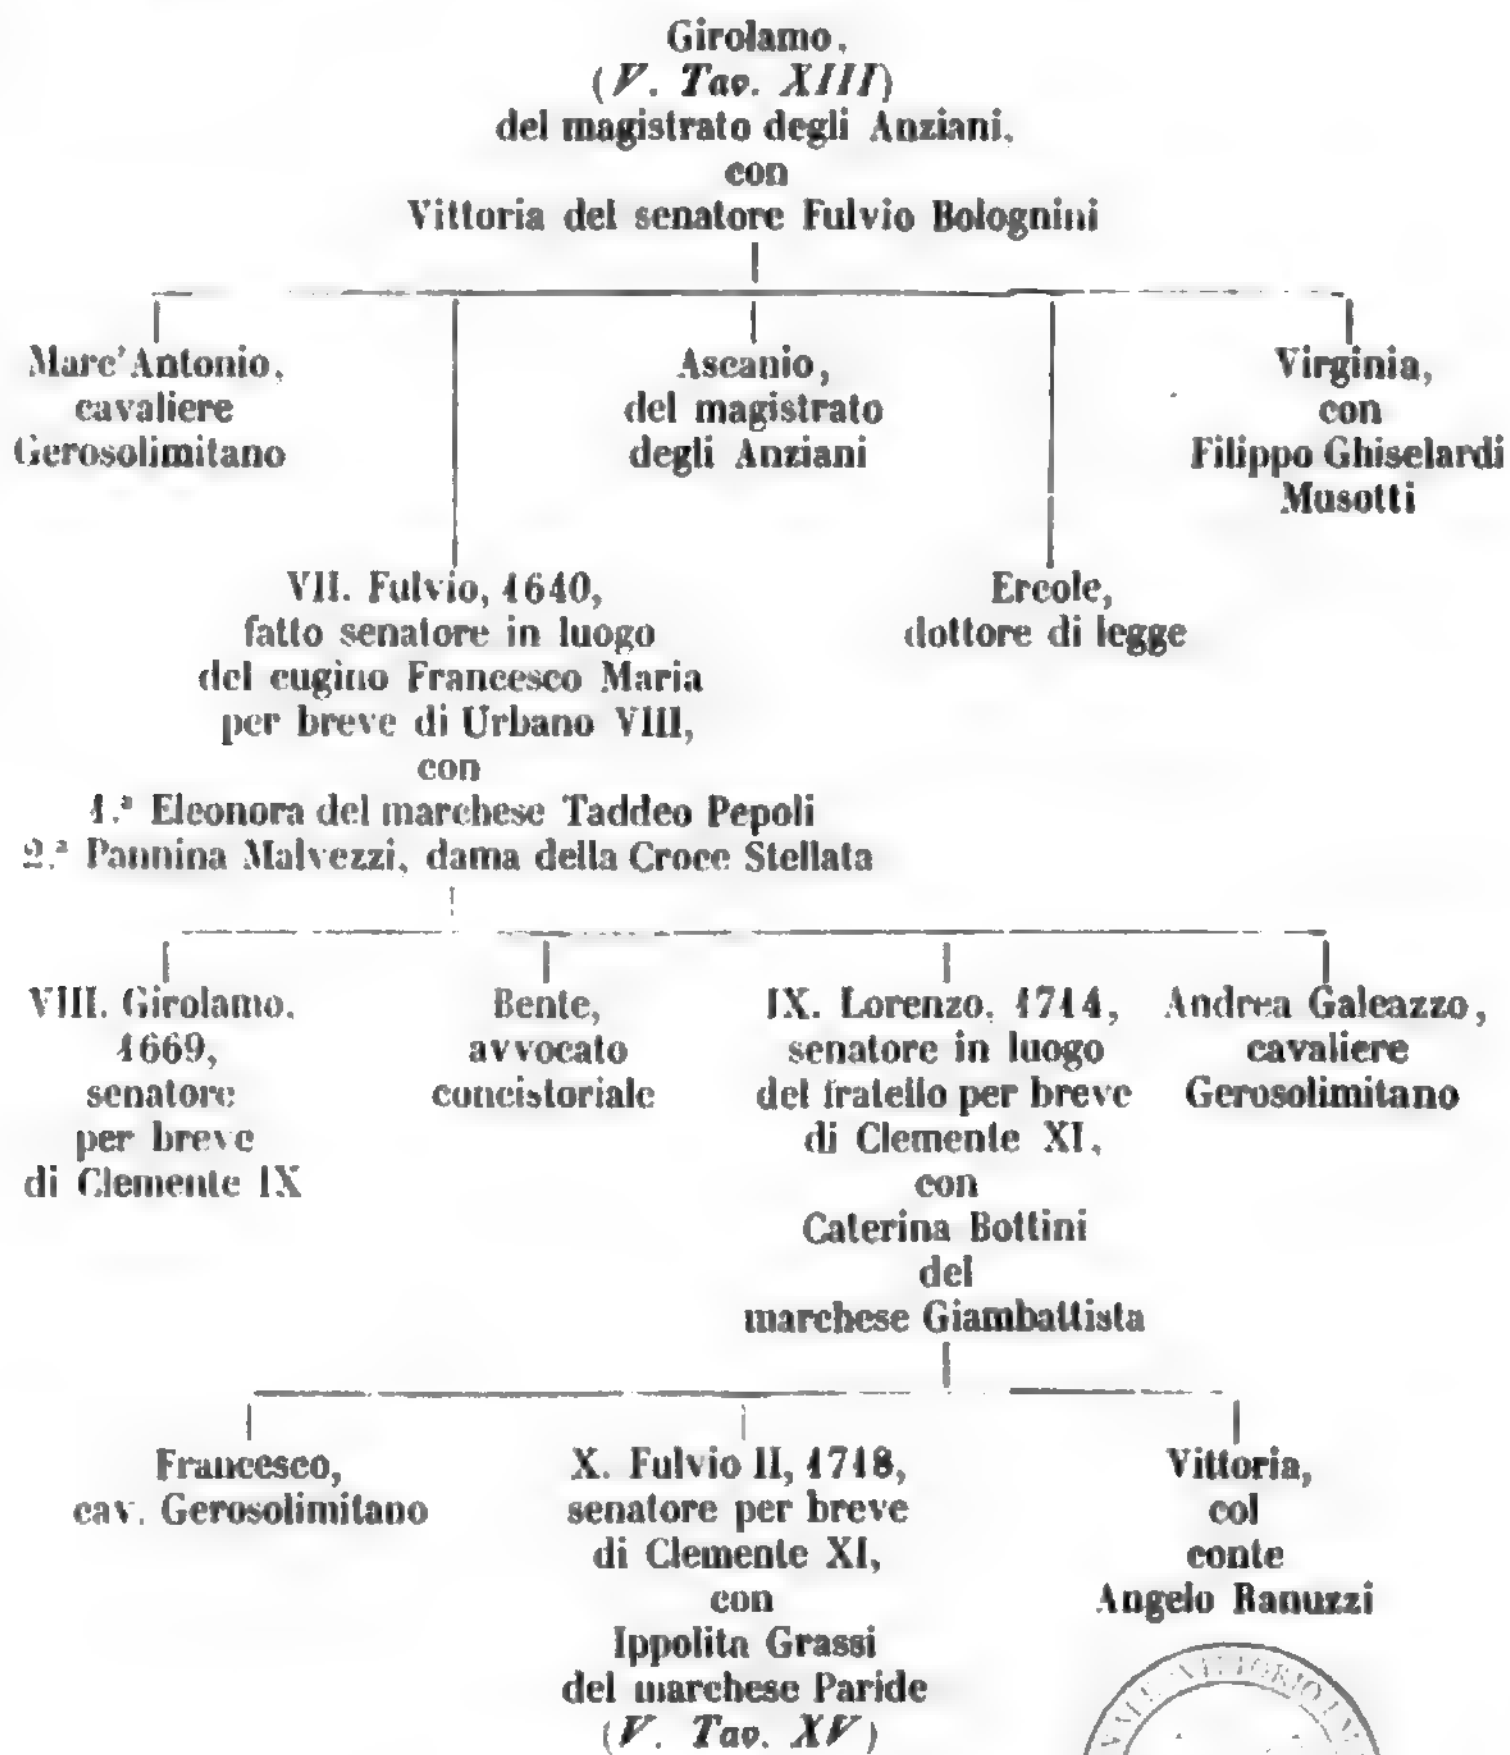 Girolamo,
(V. Tav. XIII)
del magistrato degli Anziani,
con
Vittoria del senatore Fulvio Bolognini
Marc'Antonio,
cavaliere
Gerosolimitano
Ascanio,
del magistrato
degli Anziani
Virginia,
con
Filippo Ghiselardi
Musotti
VII. Fulvio, 1640,
fatto senatore in luogo
del cugino Francesco Maria
per breve di Urbano VIII,
con
1.ª Eleonora del marchese Taddeo Pepoli
2.ª Pannina Malvezzi, dama della Croce Stellata
Ercole,
dottore di legge
VIII. Girolamo,
1669,
senatore
per breve
di Clemente IX
Bente,
avvocato
concistoriale
IX. Lorenzo, 1714,
senatore in luogo
del fratello per breve
di Clemente XI,
con
Caterina Bottini
del
marchese Giambattista
Andrea Galeazzo,
cavaliere
Gerosolimitano
Francesco,
cav. Gerosolimitano
X. Fulvio II, 1718,
senatore per breve
di Clemente XI,
con
Ippolita Grassi
del marchese Paride
(V. Tav. XV)
Vittoria,
col
conte
Angelo Ranuzzi
VITTORIO